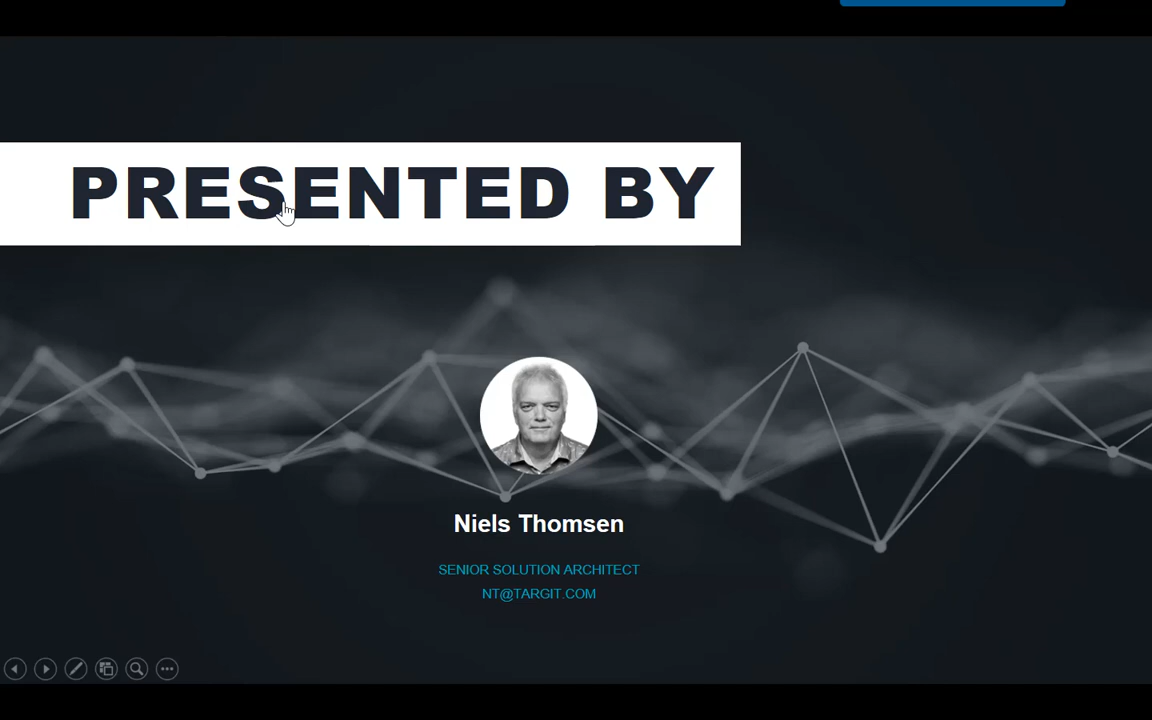 PRESENTED BY
Niels Thomsen
SENIOR SOLUTION ARCHITECT
NT@TARGIT.COM